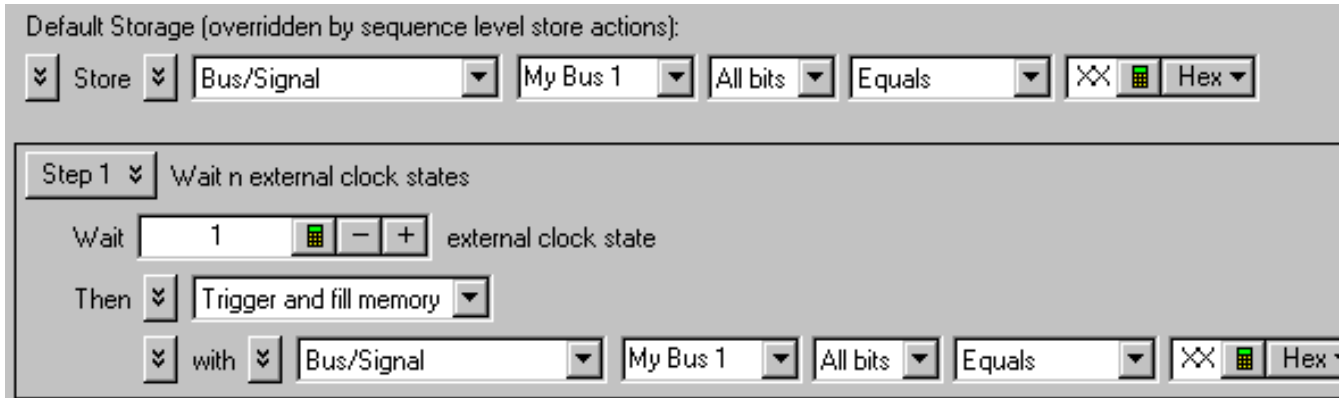 Default Storage (overridden by sequence level store actions):
Store Bus/Signal My Bus 1 All bits Equals XX Hex
Step 1 Wait n external clock states
Wait 1 − + external clock state
Then Trigger and fill memory
with Bus/Signal My Bus 1 All bits Equals XX Hex